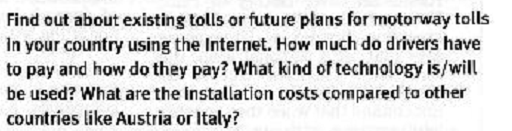 Find out about existing tolls or future plans for motorway tolls
in your country using the Internet. How much do drivers have
to pay and how do they pay? What kind of technology is/will
be used? What are the installation costs compared to other
countries like Austria or Italy?